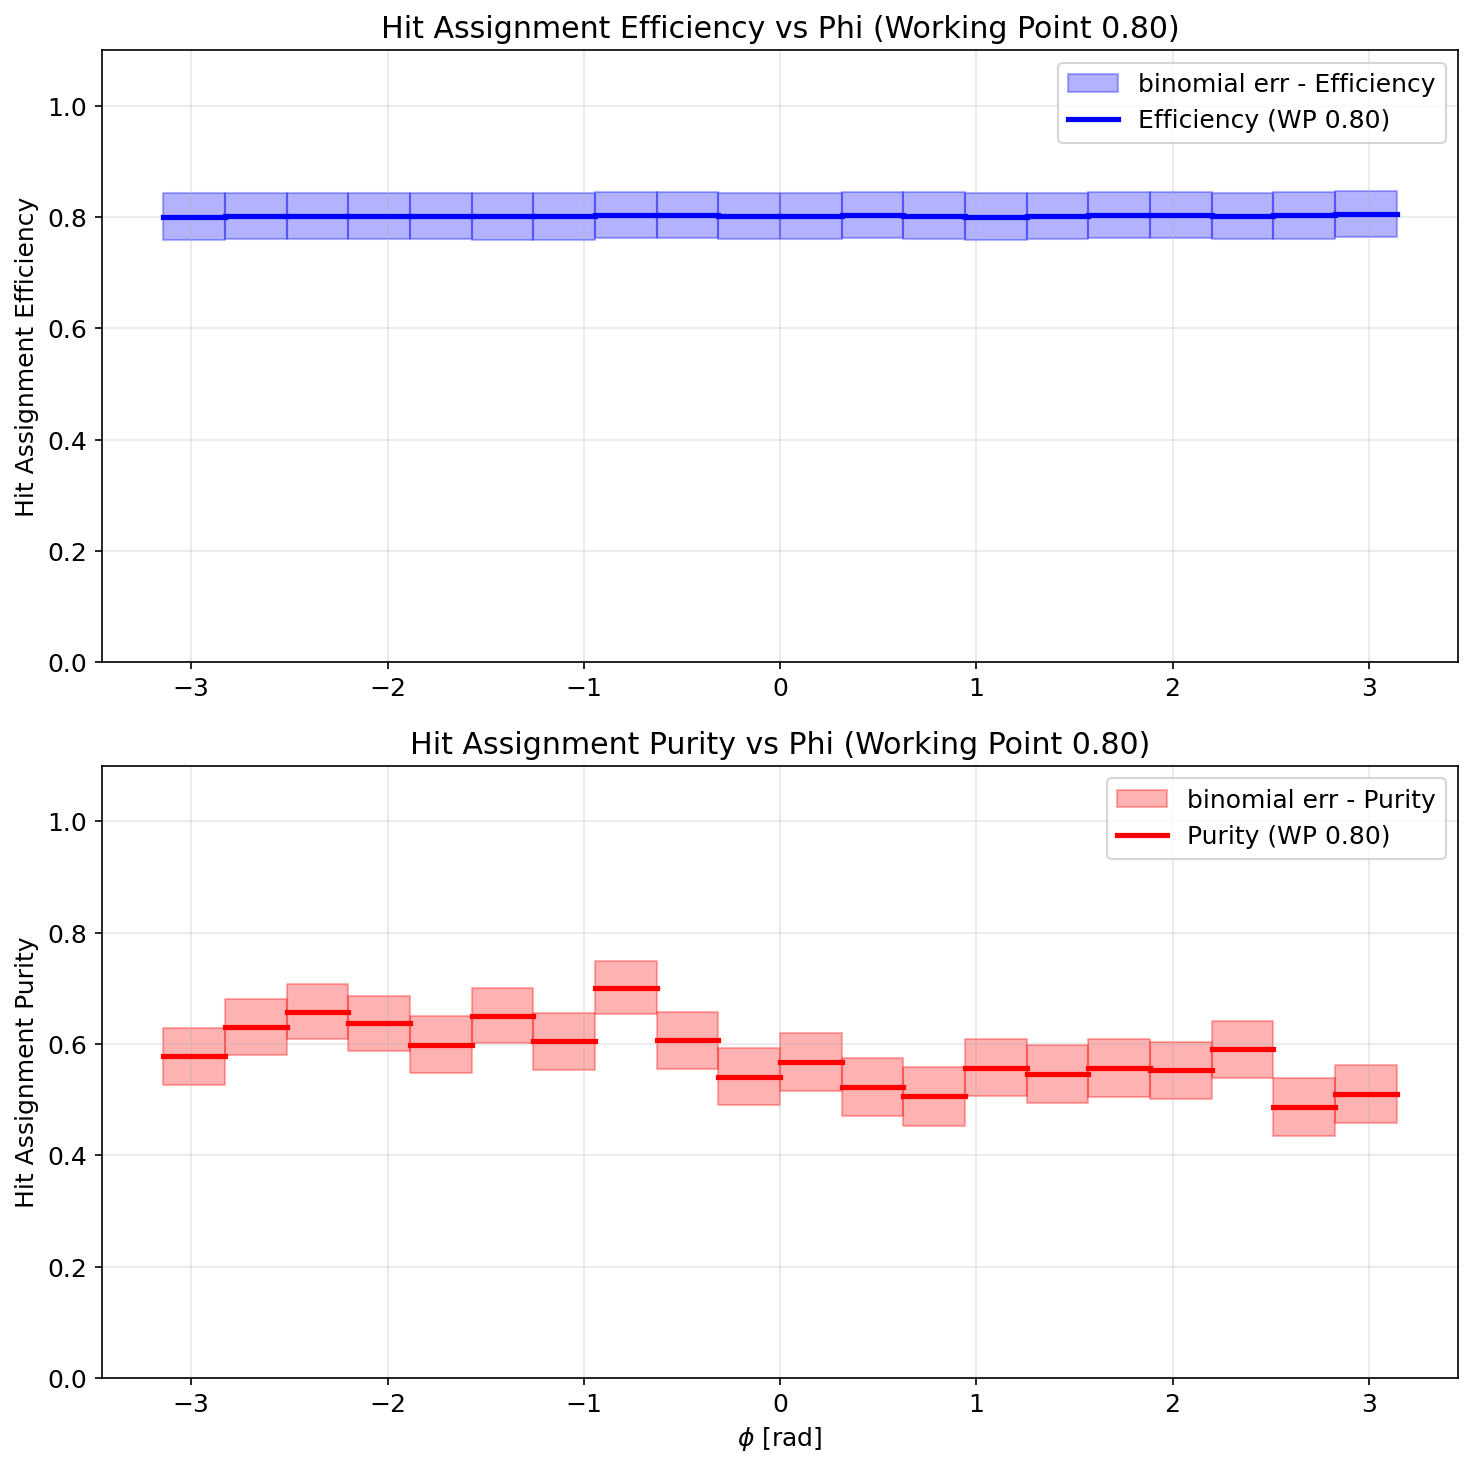 Hit Assignment Efficiency vs Phi (Working Point 0.80)
binomial err - Efficiency
Efficiency (WP 0.80)
Hit Assignment Efficiency
1.0
0.8
0.6
0.4
0.2
0.0
−3 −2 −1 0 1 2 3
Hit Assignment Purity vs Phi (Working Point 0.80)
binomial err - Purity
Purity (WP 0.80)
Hit Assignment Purity
1.0
0.8
0.6
0.4
0.2
0.0
−3 −2 −1 0 1 2 3
ϕ [rad]